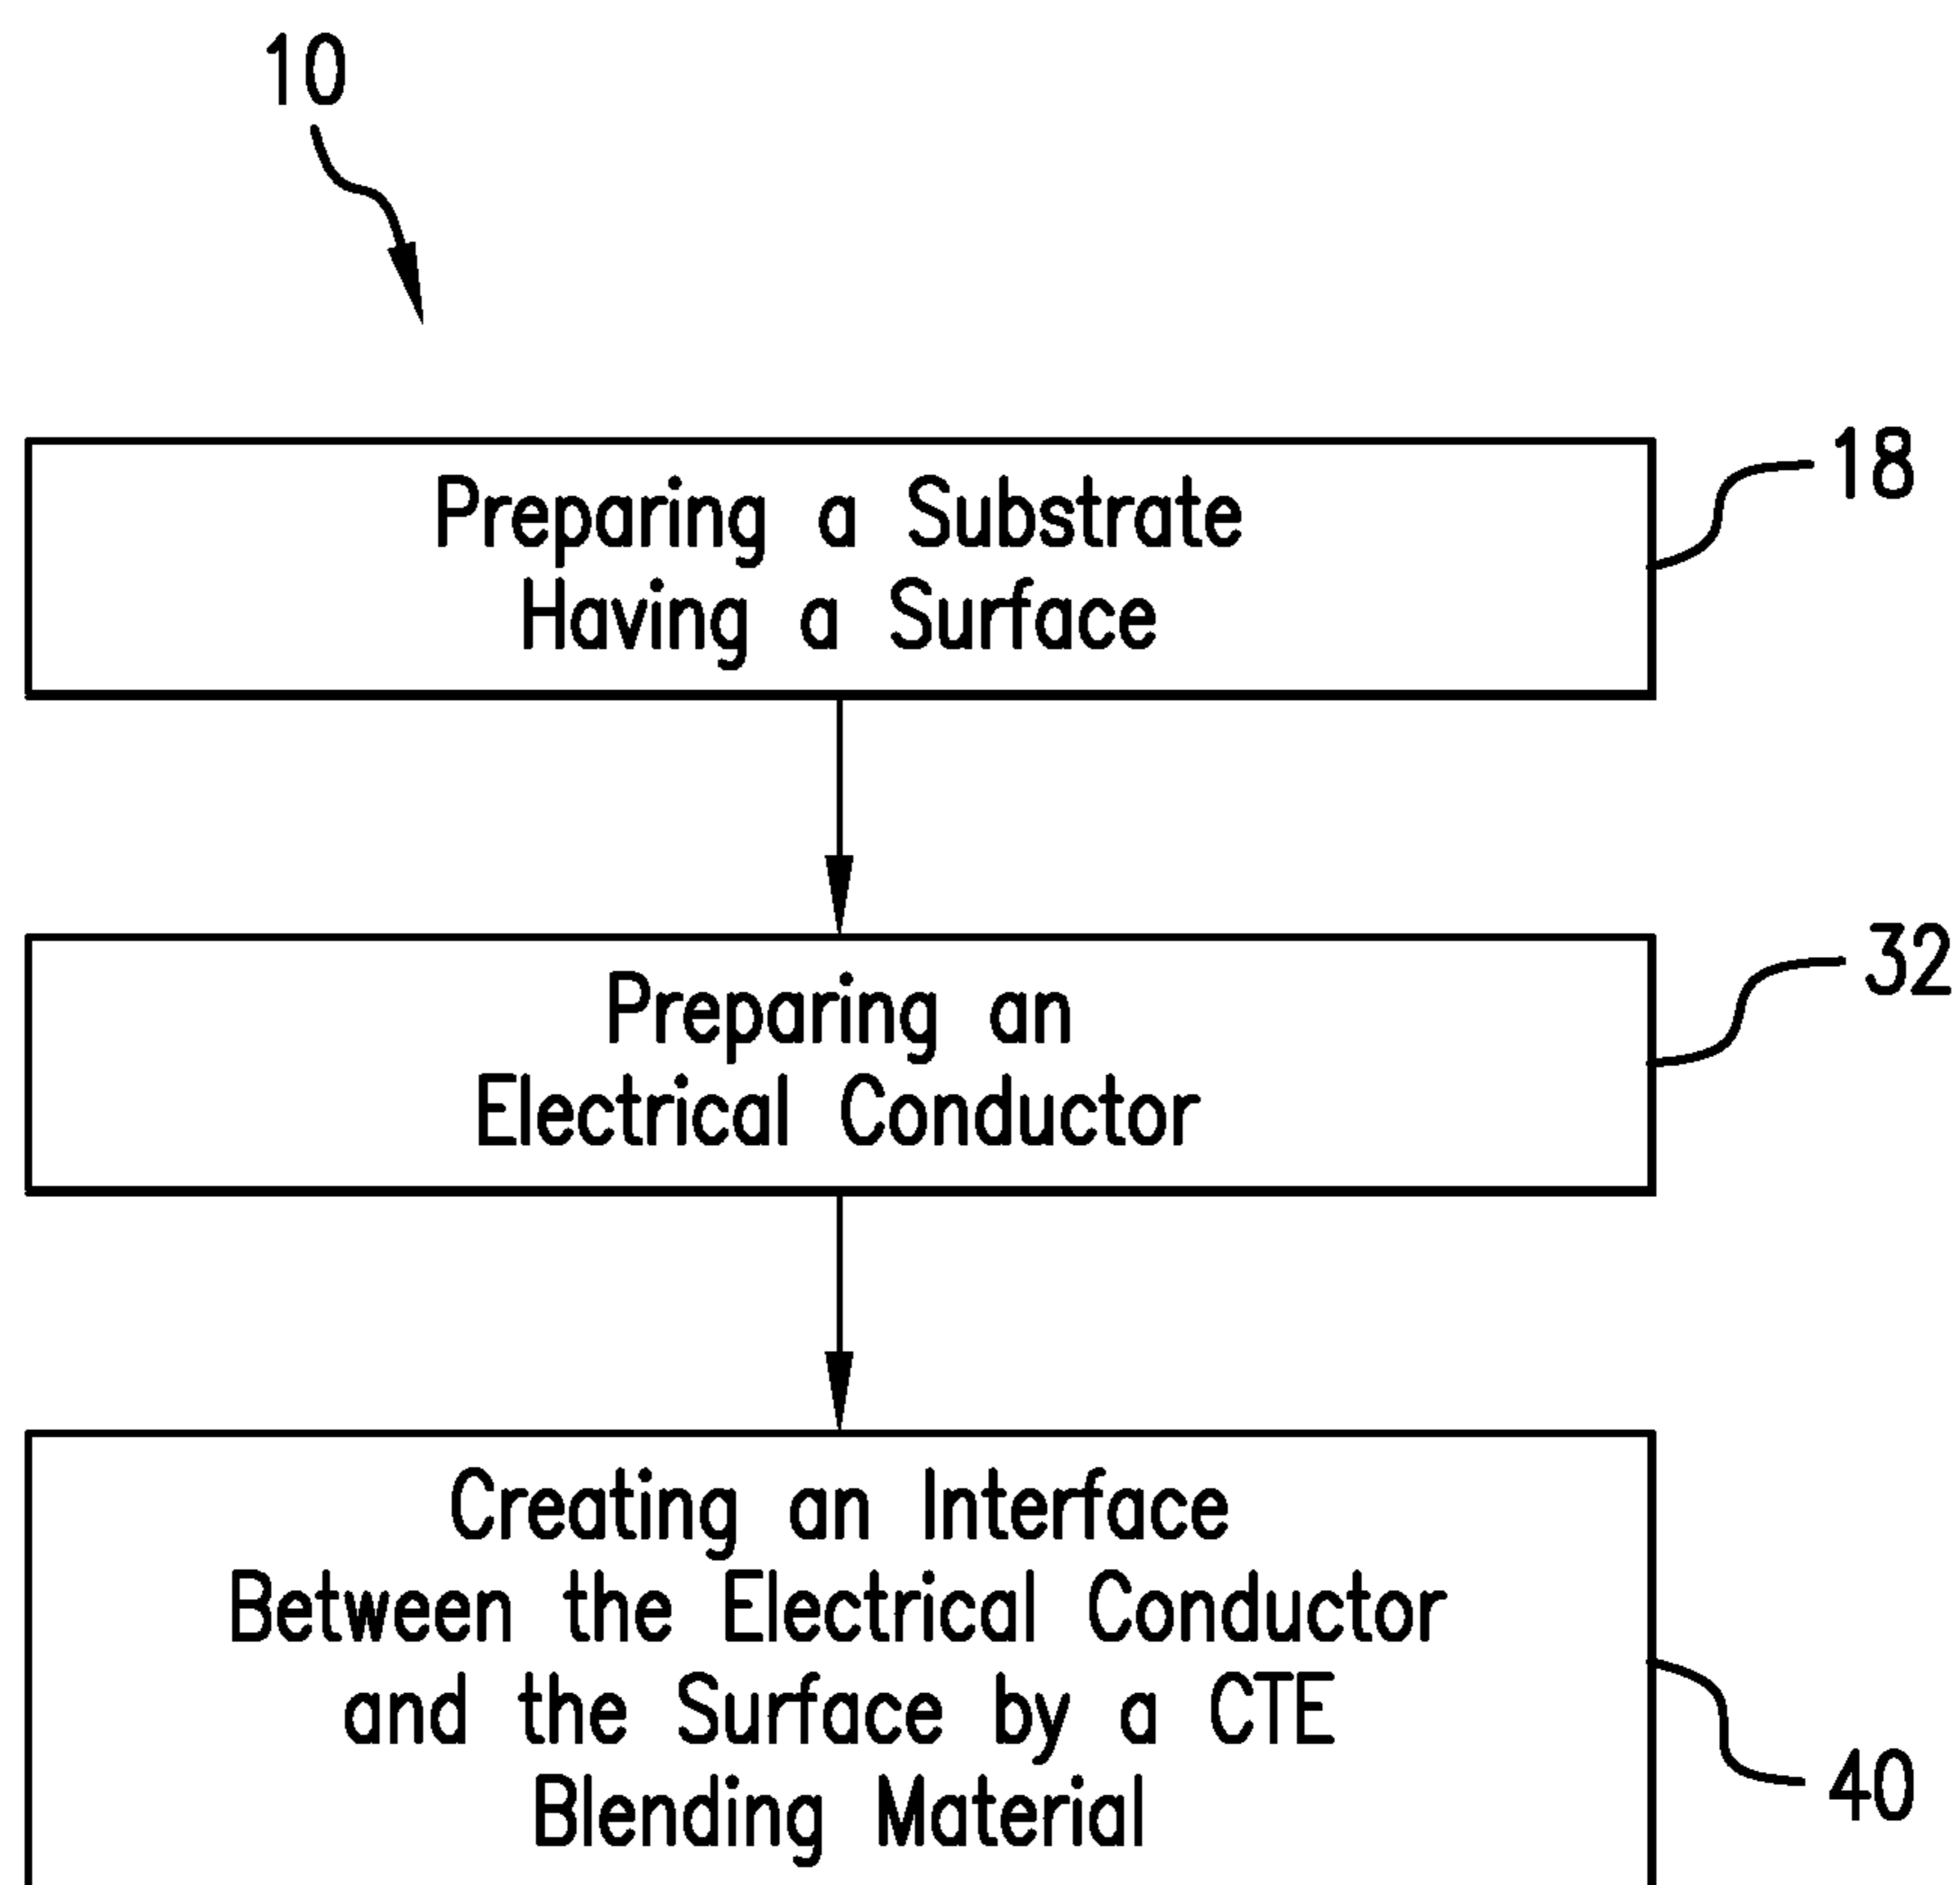 10
Preparing a Substrate
Having a Surface
18
Preparing an
Electrical Conductor
32
Creating an Interface
Between the Electrical Conductor
and the Surface by a CTE
Blending Material
40